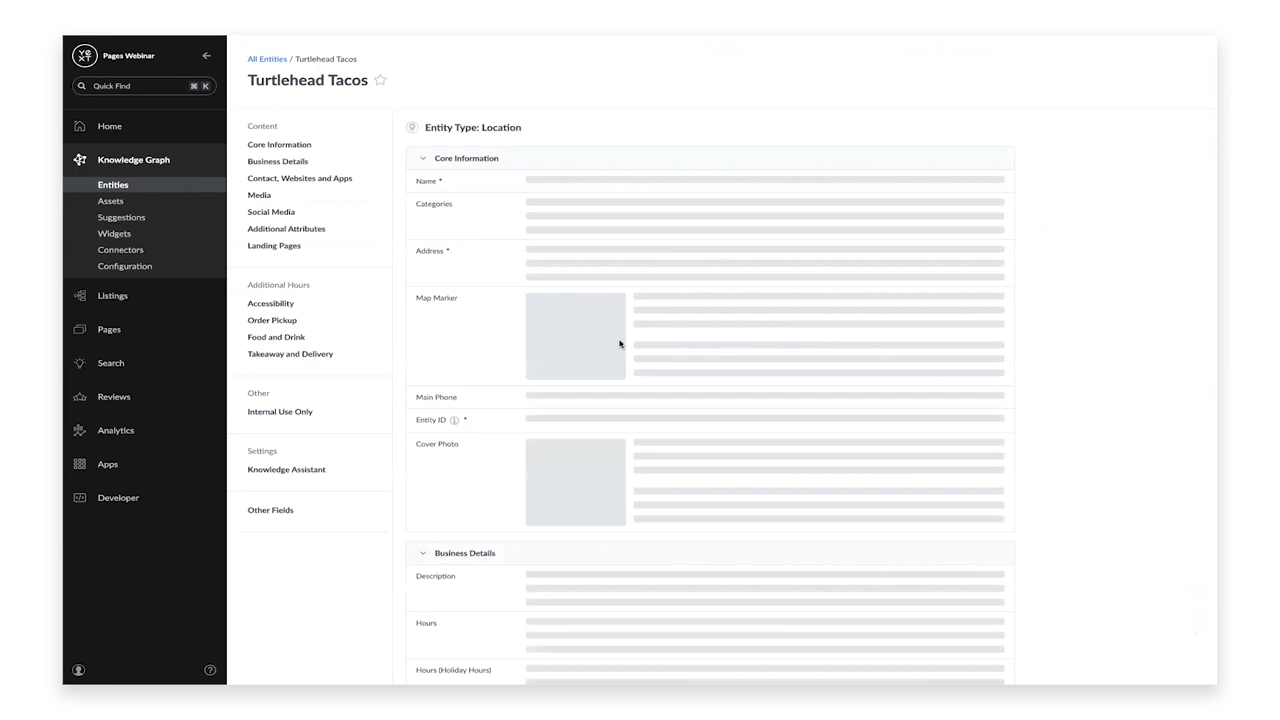 yext
Pages Webinar
Quick Find ⌘ K
Home
Knowledge Graph
Entities
Assets
Suggestions
Widgets
Connectors
Configuration
Listings
Pages
Search
Reviews
Analytics
Apps
Developer
All Entities / Turtlehead Tacos
Turtlehead Tacos
Content
Core Information
Business Details
Contact, Websites and Apps
Media
Social Media
Additional Attributes
Landing Pages
Additional Hours
Accessibility
Order Pickup
Food and Drink
Takeaway and Delivery
Other
Internal Use Only
Settings
Knowledge Assistant
Other Fields
Entity Type: Location
Core Information
Name *
Categories
Address *
Map Marker
Main Phone
Entity ID *
Cover Photo
Business Details
Description
Hours
Hours (Holiday Hours)